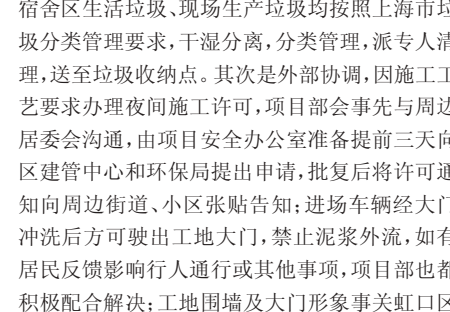 宿舍区生活垃圾、现场生产垃圾均按照上海市垃
圾分类管理要求,干湿分离,分类管理,派专人清
理,送至垃圾收纳点。其次是外部协调,因施工工
艺要求办理夜间施工许可,项目部会事先与周边
居委会沟通,由项目安全办公室准备提前三天向
区建管中心和环保局提出申请,批复后将许可通
知向周边街道、小区张贴告知;进场车辆经大门
冲洗后方可驶出工地大门,禁止泥浆外流,如有
居民反馈影响行人通行或其他事项,项目部也都
积极配合解决;工地围墙及大门形象事关虹口区